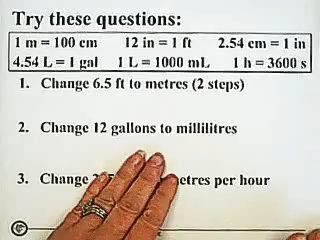 Try these questions:
1 m = 100 cm 12 in = 1 ft 2.54 cm = 1 in
4.54 L = 1 gal 1 L = 1000 mL 1 h = 3600 s
1. Change 6.5 ft to metres (2 steps)
2. Change 12 gallons to millilitres
3. Change etres per hour